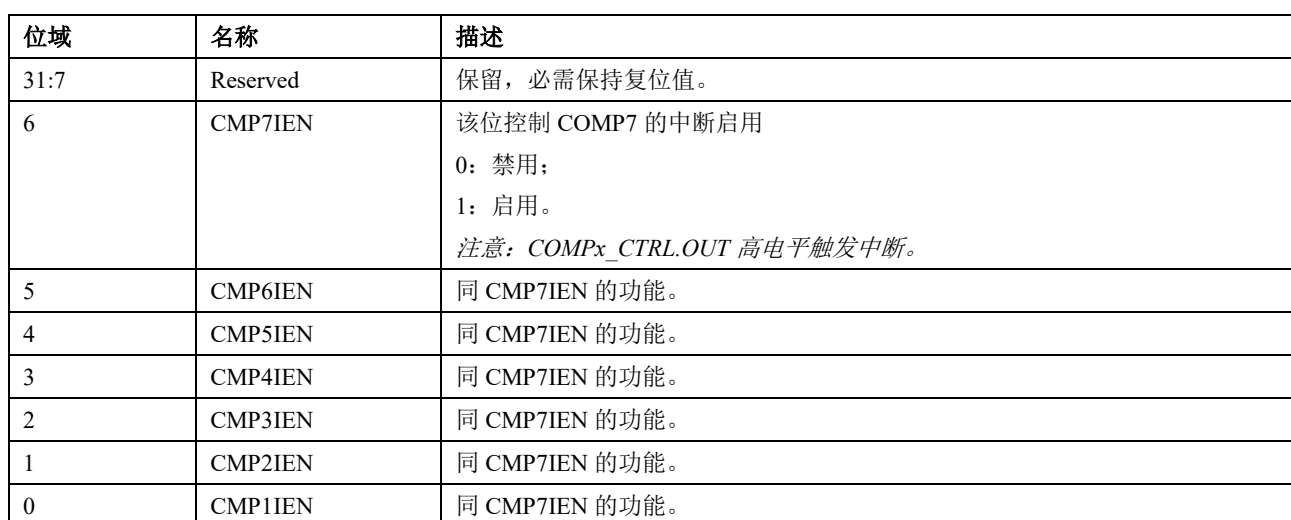 位域 名称 描述
31:7 Reserved 保留，必需保持复位值。
6 CMP7IEN 该位控制 COMP7 的中断启用
0：禁用；
1：启用。
注意：COMPx_CTRL.OUT 高电平触发中断。
5 CMP6IEN 同 CMP7IEN 的功能。
4 CMP5IEN 同 CMP7IEN 的功能。
3 CMP4IEN 同 CMP7IEN 的功能。
2 CMP3IEN 同 CMP7IEN 的功能。
1 CMP2IEN 同 CMP7IEN 的功能。
0 CMP1IEN 同 CMP7IEN 的功能。